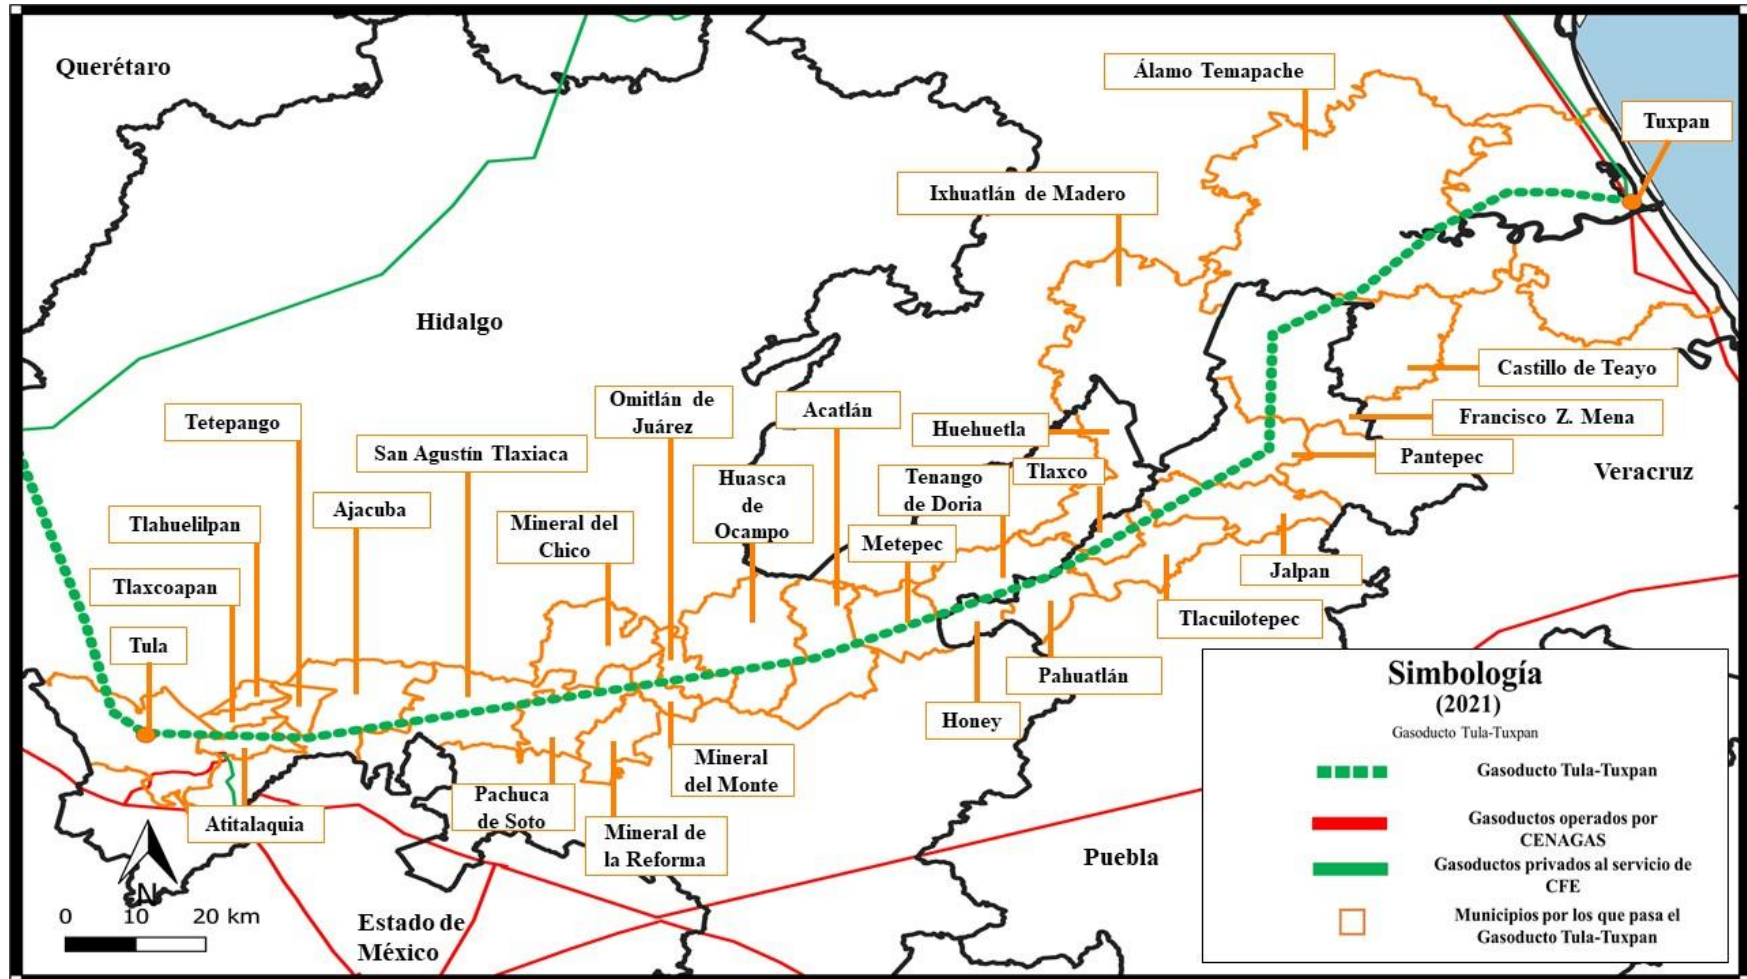 Querétaro
Álamo Temapache
Tuxpan
Ixhuatlán de Madero
Hidalgo
Castillo de Teayo
Omitlán de
Juárez
Acatlán
Tetepango
Huehuetla
Francisco Z. Mena
San Agustín Tlaxiaca
Pantepec
Tenango
de Doria
Tlaxco
Veracruz
Huasca
de
Ocampo
Ajacuba
Tlahuelilpan
Mineral del
Chico
Metepec
Jalpan
Tlaxcoapan
Tlacuilotepec
Tula
Pahuatlán
Honey
Mineral
del Monte
Pachuca
de Soto
Atitalaquia
Mineral de
la Reforma
Puebla
Estado de
México
N
0 10 20 km
Simbología
(2021)
Gasoducto Tula-Tuxpan
Gasoducto Tula-Tuxpan
Gasoductos operados por
CENAGAS
Gasoductos privados al servicio de
CFE
Municipios por los que pasa el
Gasoducto Tula-Tuxpan